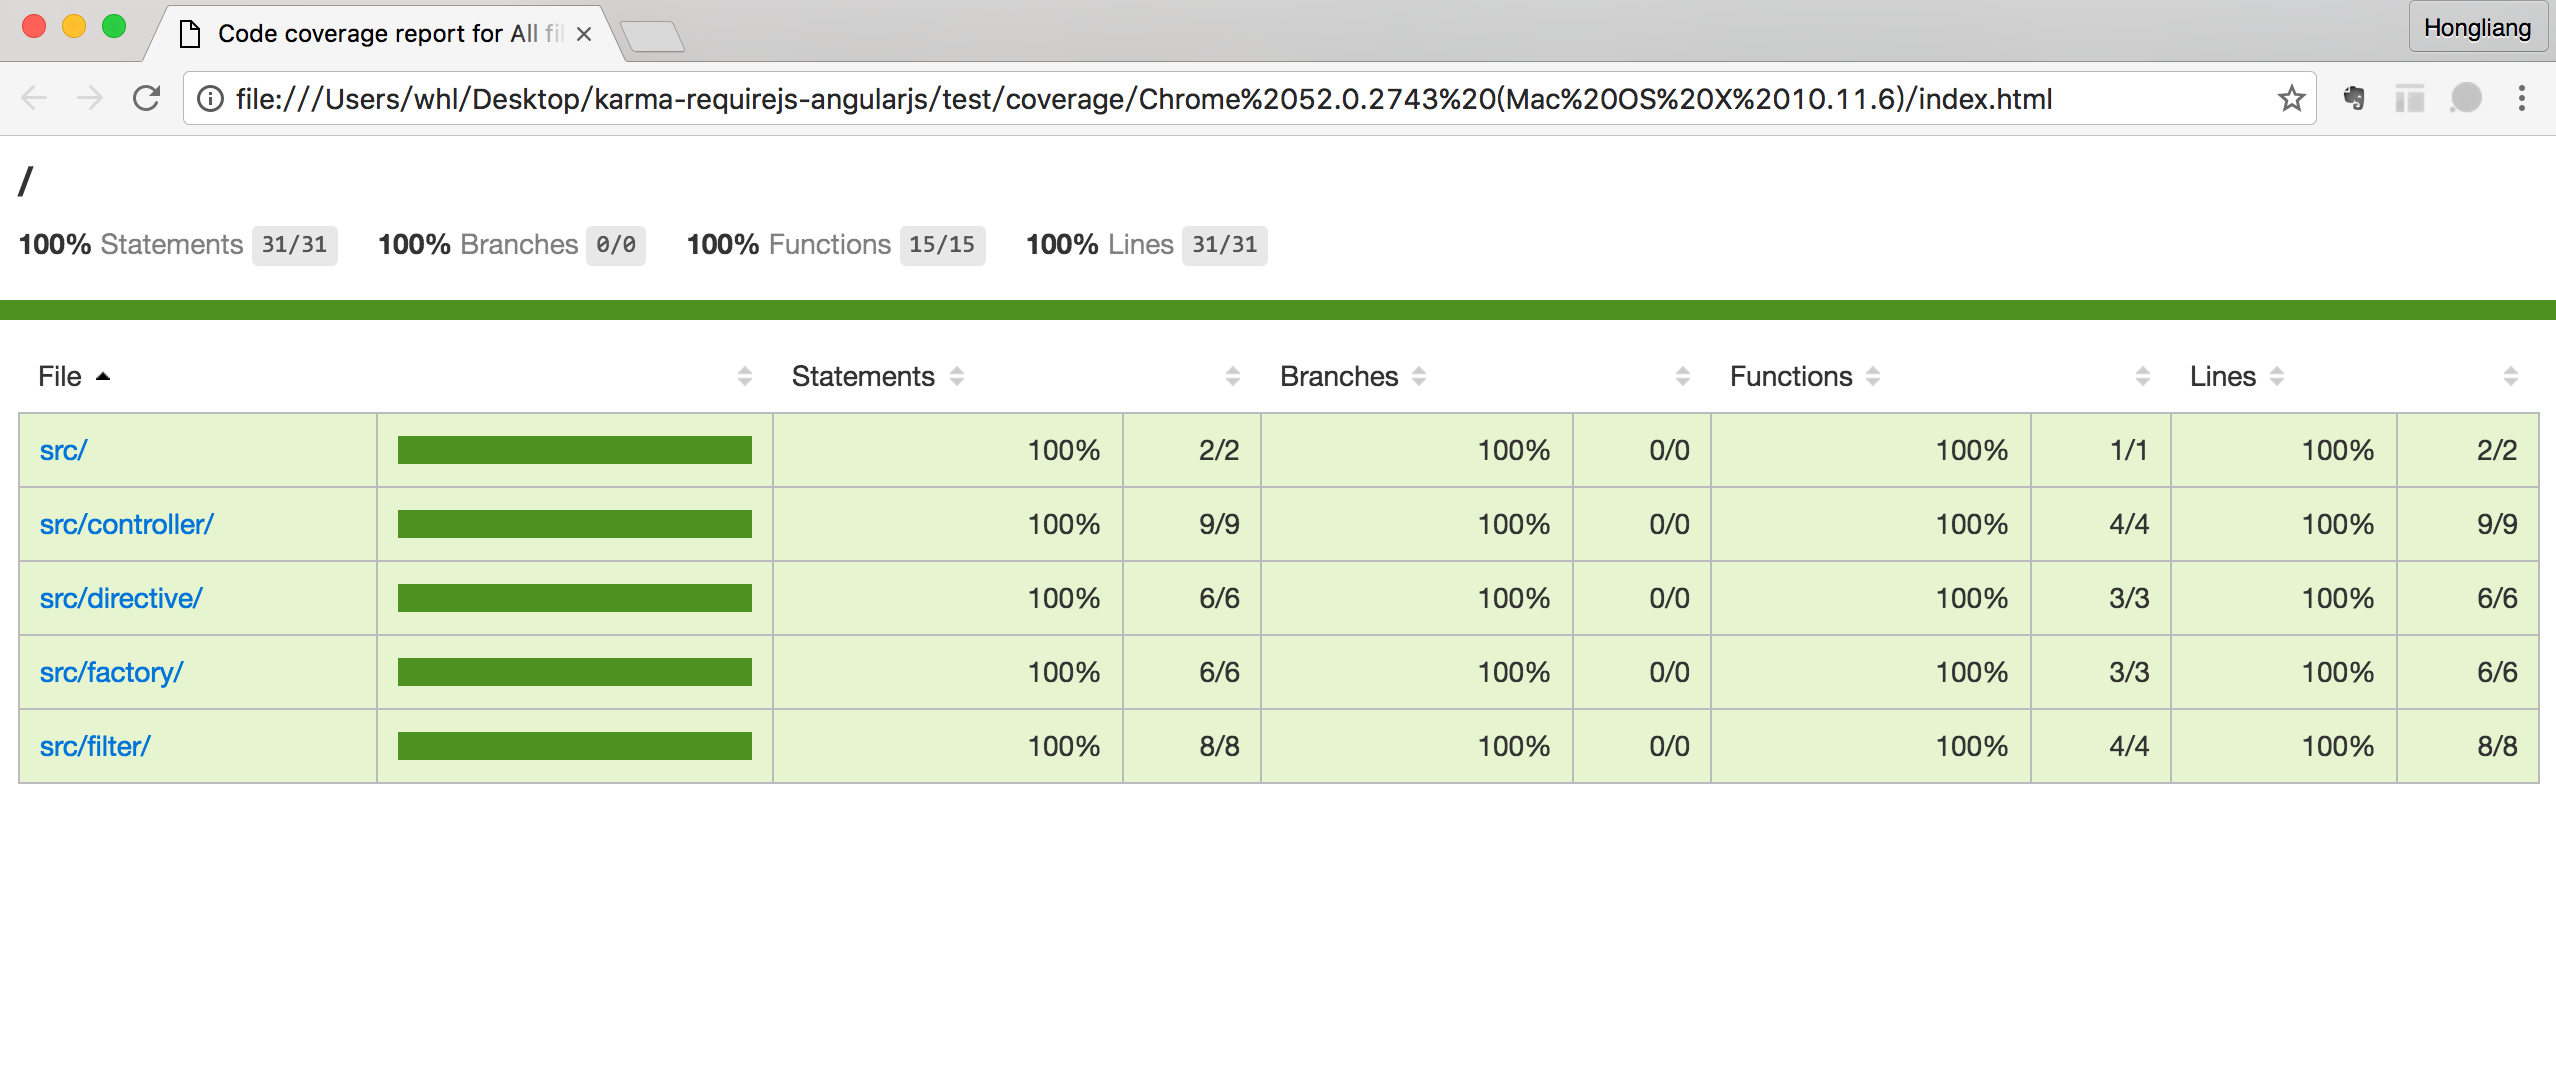 Code coverage report for All fil
Hongliang
file:///Users/whl/Desktop/karma-requirejs-angularjs/test/coverage/Chrome%2052.0.2743%20(Mac%20OS%20X%2010.11.6)/index.html
/
100% Statements 31/31 100% Branches 0/0 100% Functions 15/15 100% Lines 31/31
File Statements Branches Functions Lines
src/ 100% 2/2 100% 0/0 100% 1/1 100% 2/2
src/controller/ 100% 9/9 100% 0/0 100% 4/4 100% 9/9
src/directive/ 100% 6/6 100% 0/0 100% 3/3 100% 6/6
src/factory/ 100% 6/6 100% 0/0 100% 3/3 100% 6/6
src/filter/ 100% 8/8 100% 0/0 100% 4/4 100% 8/8